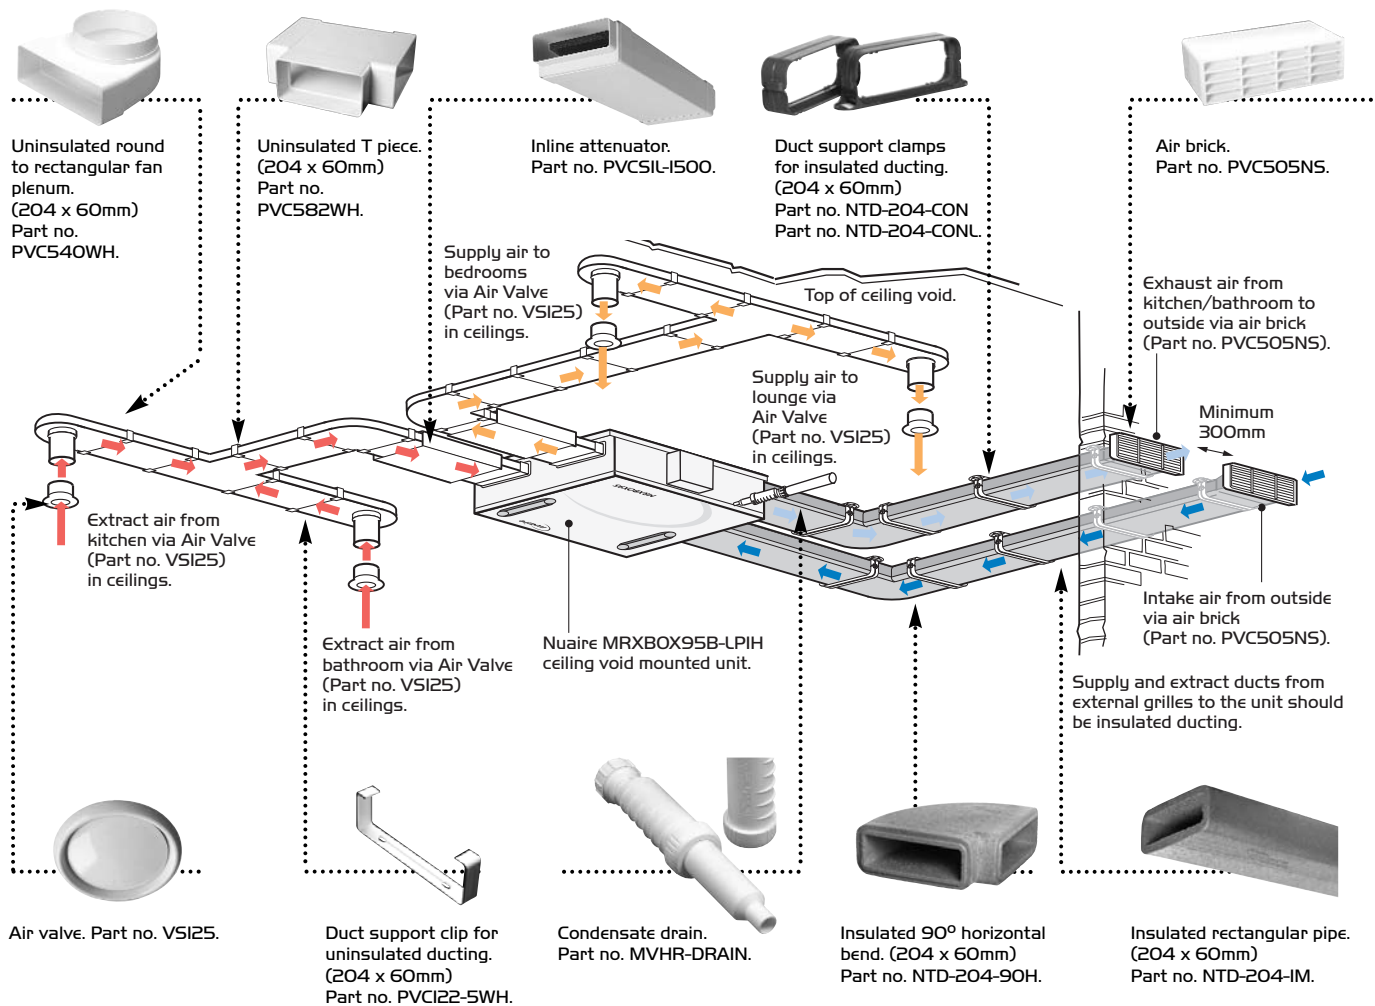 Uninsulated round
to rectangular fan
plenum.
(204 x 60mm)
Part no.
PVC540WH.
Uninsulated T piece.
(204 x 60mm)
Part no.
PVC582WH.
Inline attenuator.
Part no. PVCSIL-1500.
Duct support clamps
for insulated ducting.
(204 x 60mm)
Part no. NTD-204-CON
Part no. NTD-204-CONL.
Air brick.
Part no. PVC505NS.
Supply air to
bedrooms
via Air Valve
(Part no. VS125)
in ceilings.
Top of ceiling void.
Exhaust air from
kitchen/bathroom to
outside via air brick
(Part no. PVC505NS).
Supply air to
lounge via
Air Valve
(Part no. VS125)
in ceilings.
Minimum
300mm
Extract air from
kitchen via Air Valve
(Part no. VS125)
in ceilings.
Extract air from
bathroom via Air Valve
(Part no. VS125)
in ceilings.
Nuaire MRXBOX95B-LP1H
ceiling void mounted unit.
Intake air from outside
via air brick
(Part no. PVC505NS).
Supply and extract ducts from
external grilles to the unit should
be insulated ducting.
Air valve. Part no. VS125.
Duct support clip for
uninsulated ducting.
(204 x 60mm)
Part no. PVC122-5WH.
Condensate drain.
Part no. MVHR-DRAIN.
Insulated 90º horizontal
bend. (204 x 60mm)
Part no. NTD-204-90H.
Insulated rectangular pipe.
(204 x 60mm)
Part no. NTD-204-1M.